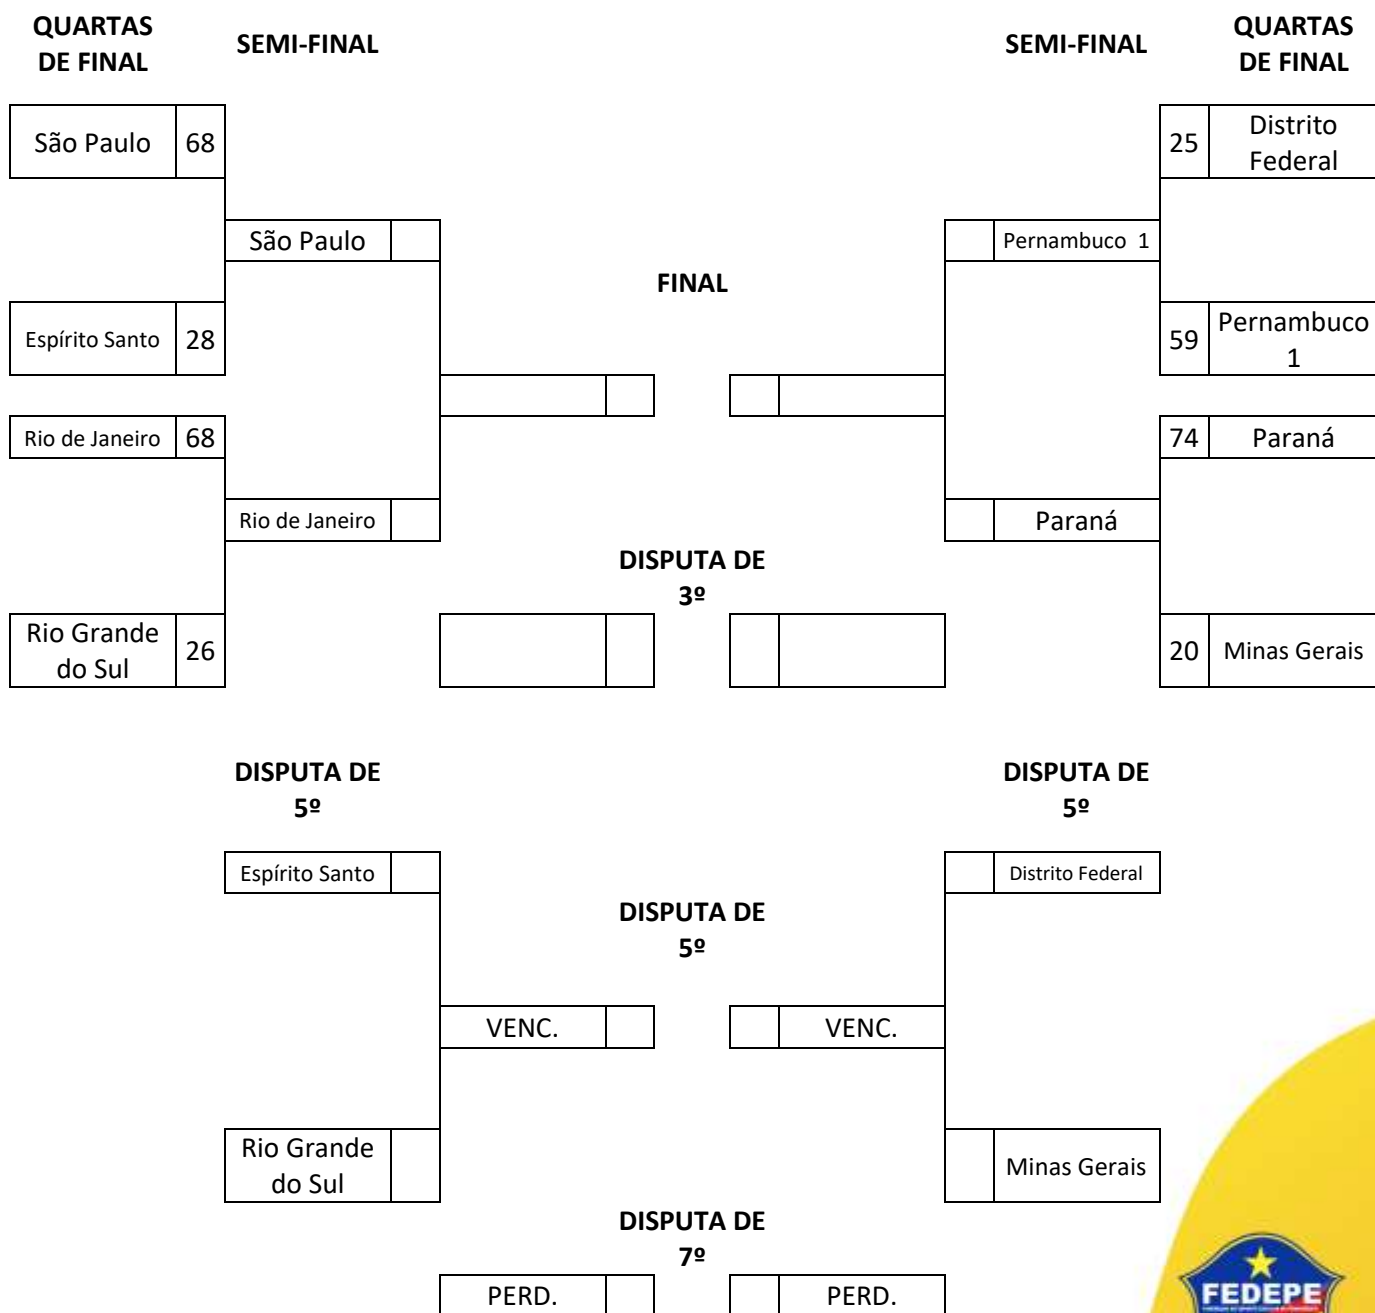 QUARTAS
DE FINAL
SEMI-FINAL
SEMI-FINAL
QUARTAS
DE FINAL
São Paulo 68
25 Distrito
Federal
São Paulo
Pernambuco 1
FINAL
Espírito Santo 28
59 Pernambuco
1
Rio de Janeiro 68
74 Paraná
Rio de Janeiro
Paraná
DISPUTA DE
3º
Rio Grande
do Sul 26
20 Minas Gerais
DISPUTA DE
5º
DISPUTA DE
5º
Espírito Santo
Distrito Federal
DISPUTA DE
5º
VENC.
VENC.
Rio Grande
do Sul
Minas Gerais
DISPUTA DE
7º
PERD.
PERD.
FEDEPE